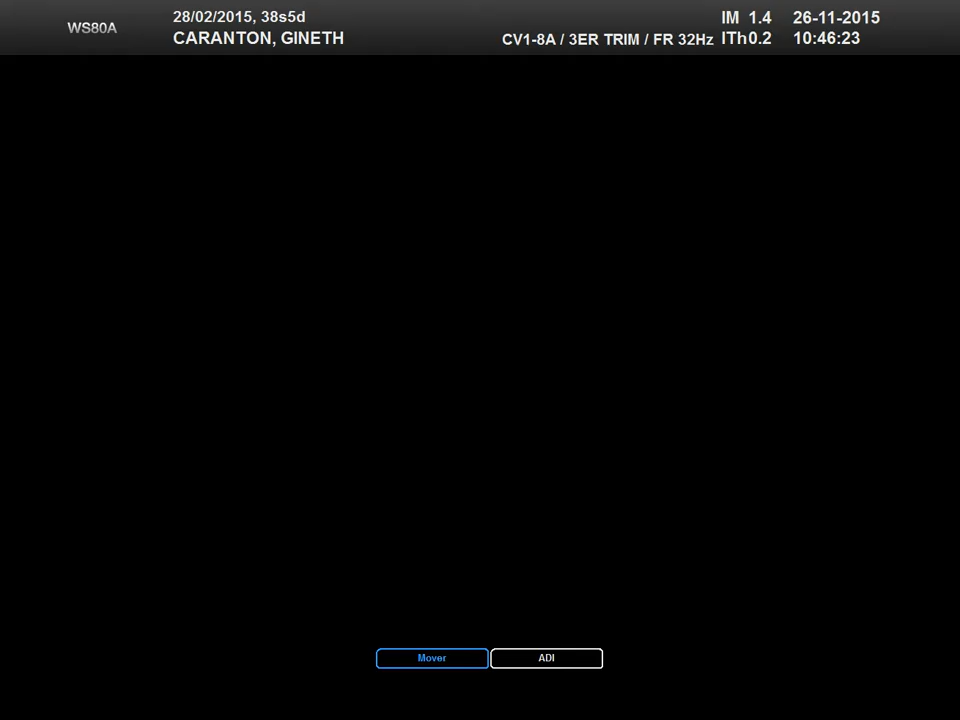 WS80A
28/02/2015, 38s5d
CARANTON, GINETH
CV1-8A / 3ER TRIM / FR 32Hz
IM 1.4
ITh0.2
26-11-2015
10:46:23
Mover
ADI